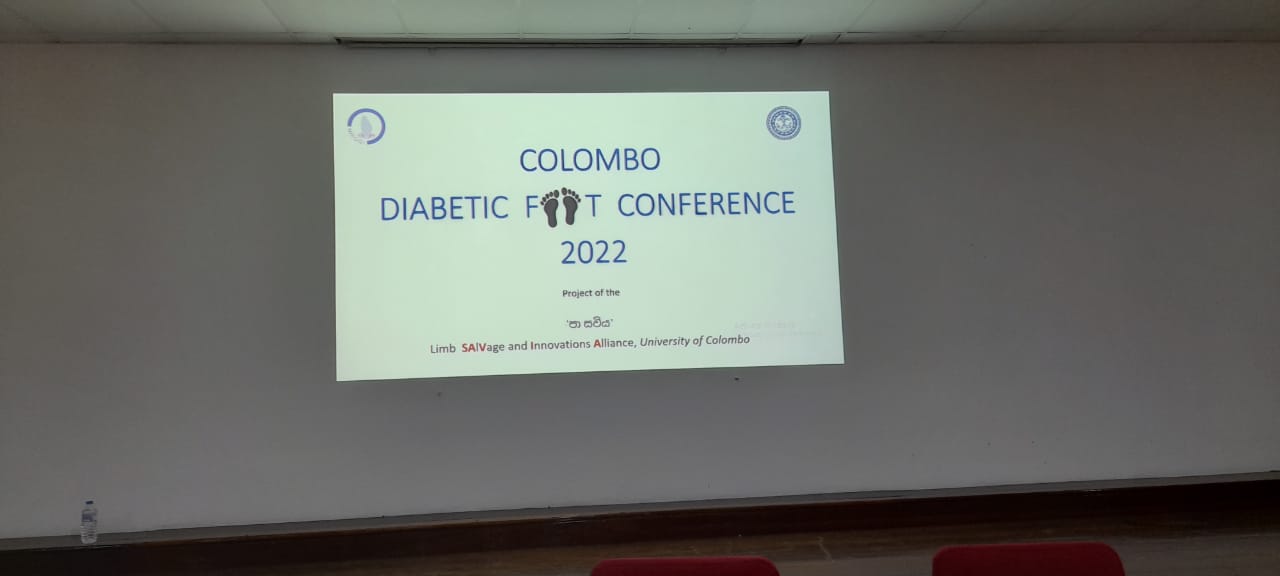 COLOMBO
DIABETIC F T CONFERENCE
2022
Project of the
'පා සවිය'
Limb SAlVage and Innovations Alliance, University of Colombo